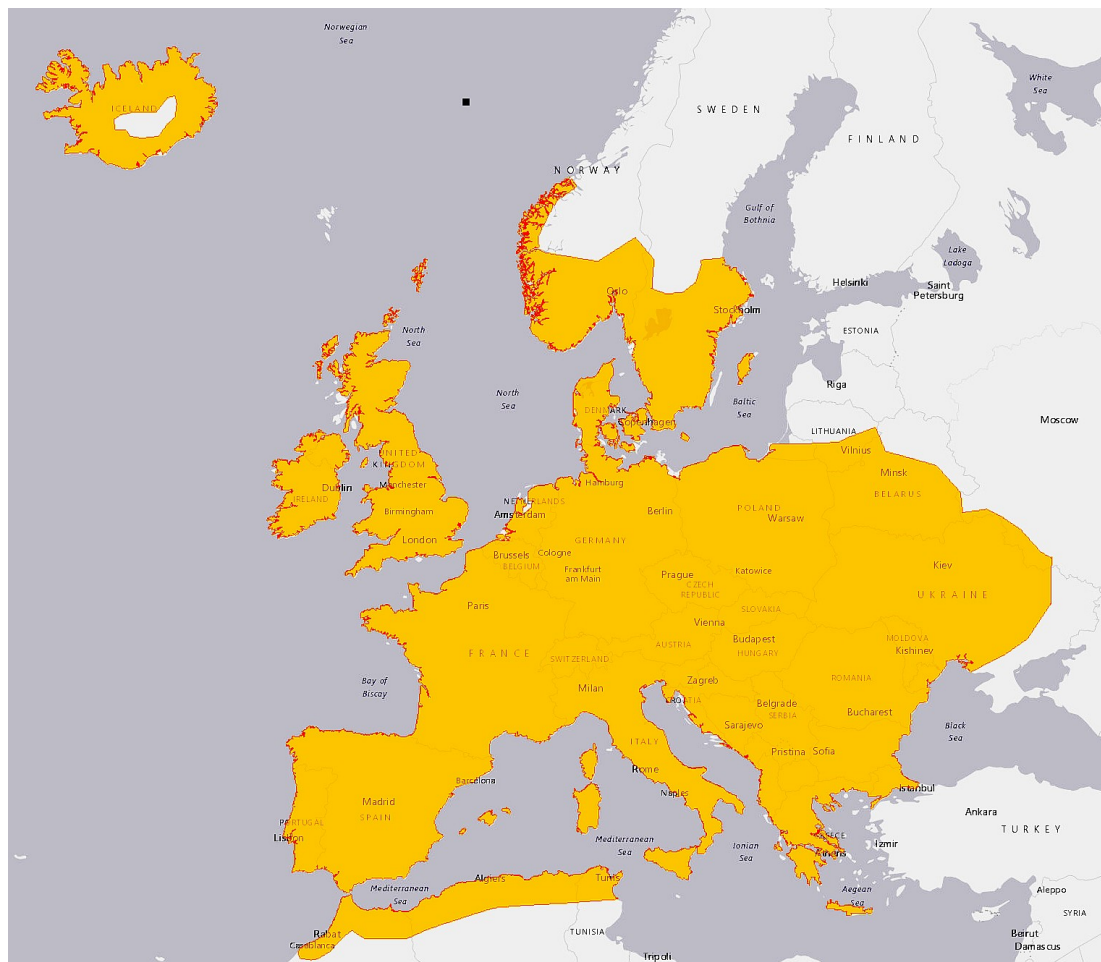 Norwegian
Sea
White
Sea
ICELAND
SWEDEN
FINLAND
NORWAY
Gulf of
Bothnia
Lake
Ladoga
Helsinki
Saint
Petersburg
Oslo
Stockholm
North
Sea
ESTONIA
Riga
North
Sea
Baltic
Sea
DENMARK
Copenhagen
Moscow
LITHUANIA
UNITED
KINGDOM
Vilnius
Minsk
BELARUS
Dublin
IRELAND
Manchester
Hamburg
NETHERLANDS
Amsterdam
Birmingham
Berlin
POLAND
Warsaw
London
GERMANY
Brussels
BELGIUM
Cologne
Frankfurt
am Main
Prague
CZECH
REPUBLIC
Katowice
Kiev
UKRAINE
Paris
SLOVAKIA
Vienna
Budapest
HUNGARY
AUSTRIA
MOLDOVA
Kishinev
FRANCE
SWITZERLAND
Bay of
Biscay
Milan
Zagreb
CROATIA
ROMANIA
Belgrade
SERBIA
Bucharest
Sarajevo
Black
Sea
ITALY
Pristina
Sofia
Rome
Barcelona
Naples
Istanbul
Madrid
SPAIN
PORTUGAL
Lisbon
Ankara
TURKEY
Mediterranean
Sea
Ionian
Sea
Athens
Izmir
Algiers
Tunis
Mediterranean
Sea
Aegean
Sea
Aleppo
SYRIA
Rabat
Casablanca
TUNISIA
Beirut
Damascus
Tripoli